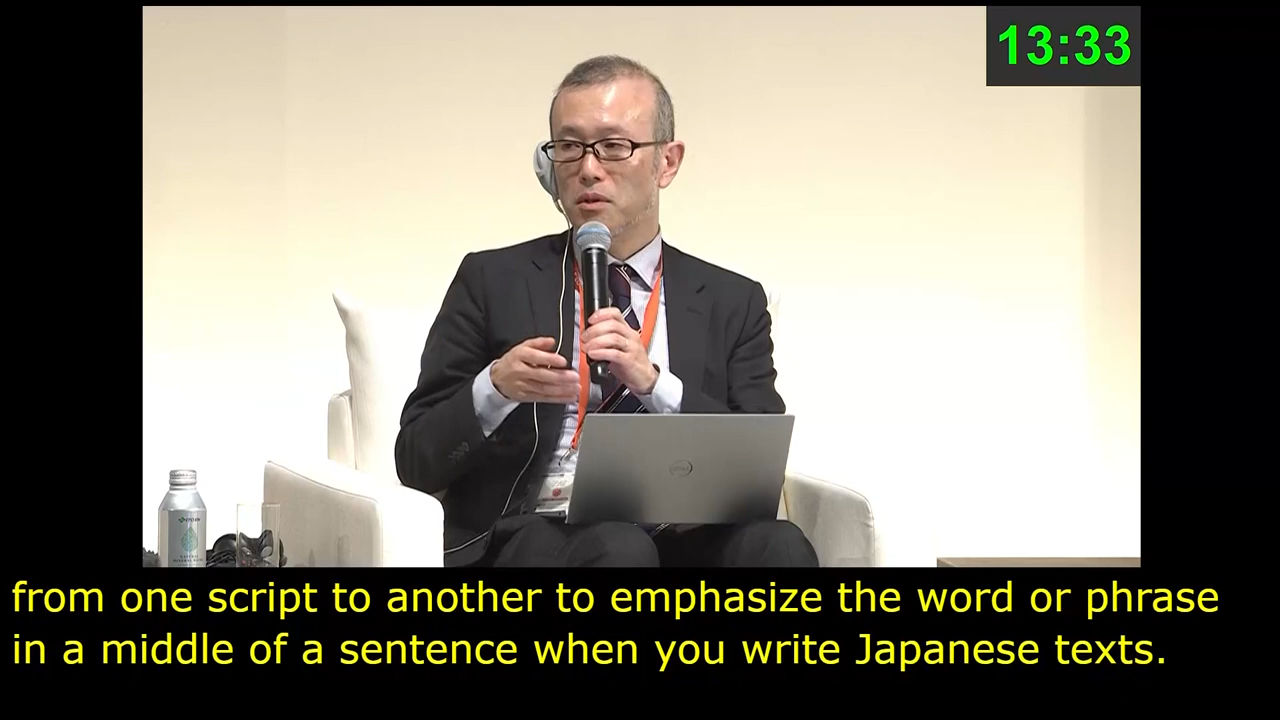 13:33
DELL
from one script to another to emphasize the word or phrase
in a middle of a sentence when you write Japanese texts.